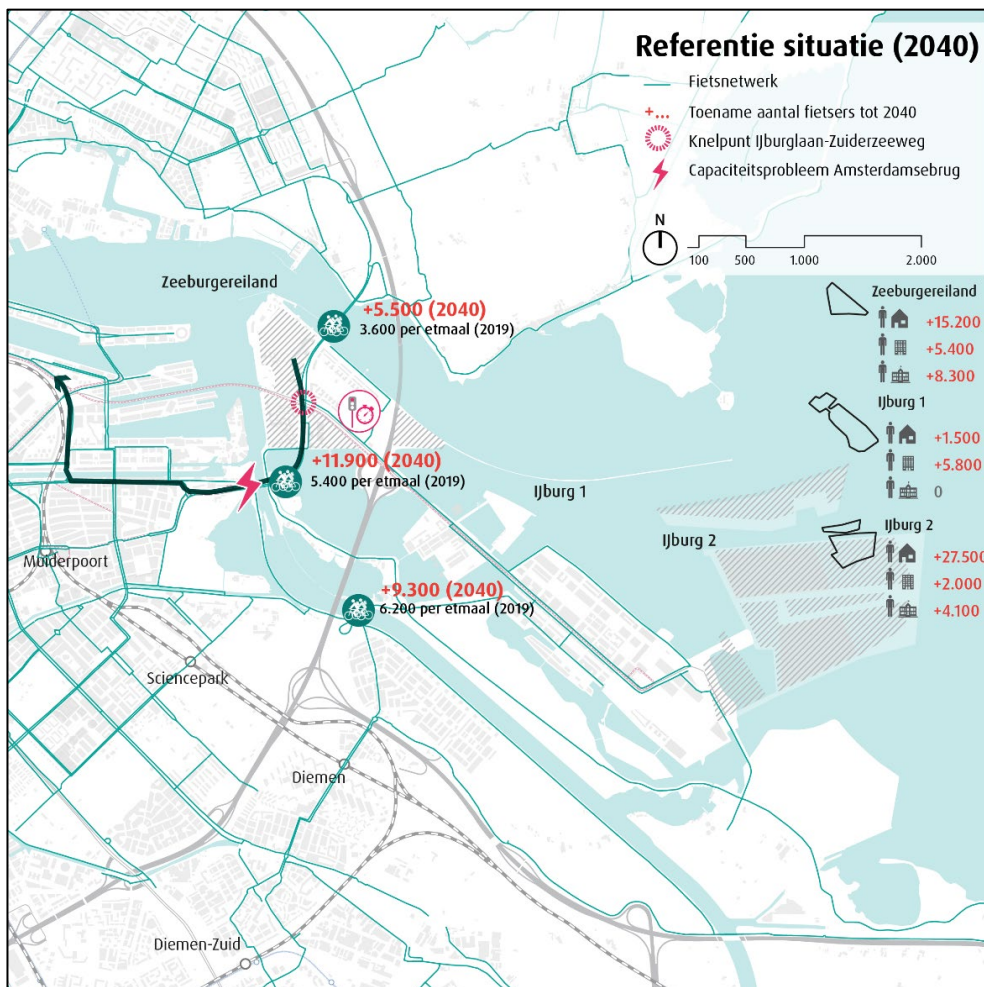 Referentie situatie (2040)
Fietsnetwerk
+... Toename aantal fietsers tot 2040
Knelpunt IJburglaan-Zuiderzeeweg
Capaciteitsprobleem Amsterdamsebrug
N
100 500 1.000 2.000
Zeeburgereiland
+15.200
+5.400
+8.300
IJburg 1
+1.500
+5.800
0
IJburg 2
+27.500
+2.000
+4.100
Zeeburgereiland
+5.500 (2040)
3.600 per etmaal (2019)
+11.900 (2040)
5.400 per etmaal (2019)
IJburg 1
IJburg 2
Muiderpoort
+9.300 (2040)
6.200 per etmaal (2019)
Sciencepark
Diemen
Diemen-Zuid